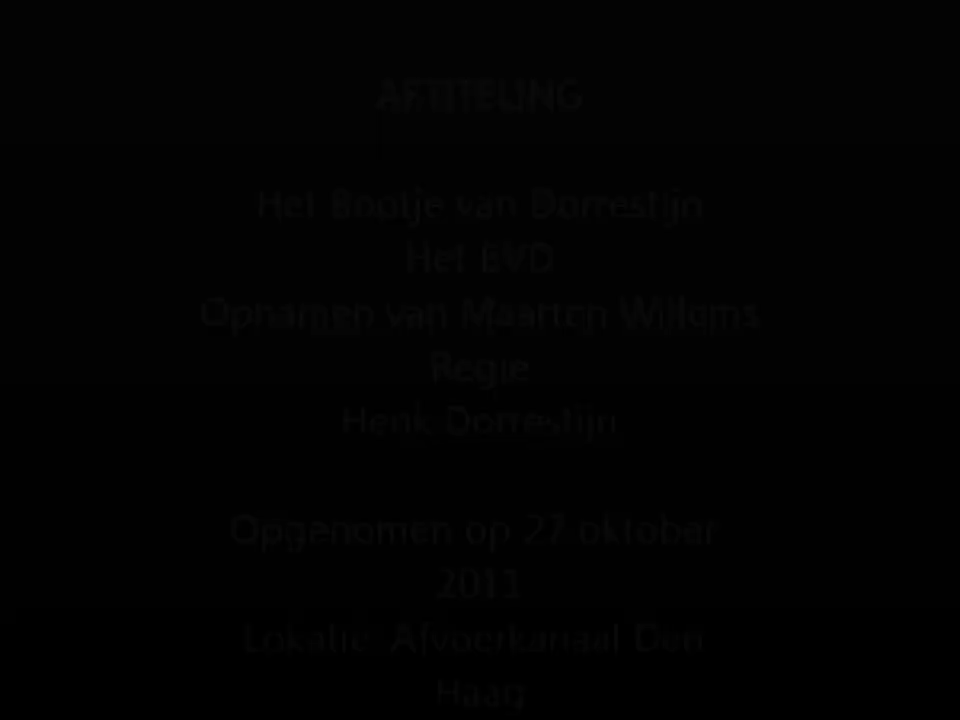 AFTITELING
Het Bootje van Dorrestijn
Het BVD
Opnamen van Maarten Willems
Regie
Henk Dorrestijn
Opgenomen op 27 oktober
2011
Lokatie: Afvoerkanaal Den
Haag